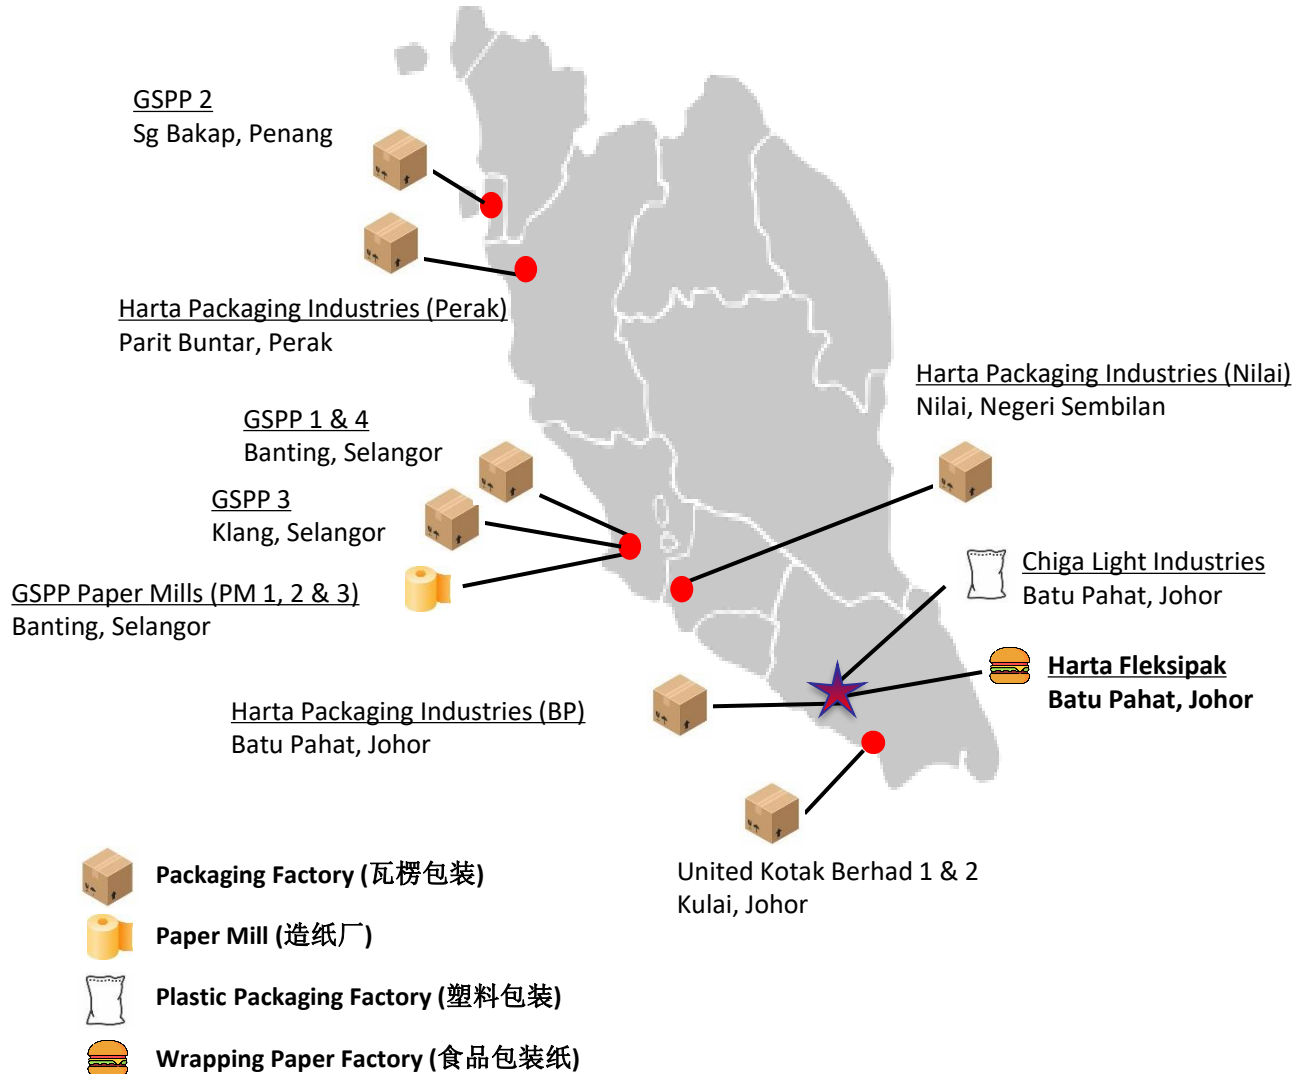 GSPP 2
Sg Bakap, Penang
Harta Packaging Industries (Perak)
Parit Buntar, Perak
Harta Packaging Industries (Nilai)
Nilai, Negeri Sembilan
GSPP 1 & 4
Banting, Selangor
GSPP 3
Klang, Selangor
GSPP Paper Mills (PM 1, 2 & 3)
Banting, Selangor
Chiga Light Industries
Batu Pahat, Johor
Harta Fleksipak
Batu Pahat, Johor
Harta Packaging Industries (BP)
Batu Pahat, Johor
United Kotak Berhad 1 & 2
Kulai, Johor
Packaging Factory (瓦楞包装)
Paper Mill (造纸厂)
Plastic Packaging Factory (塑料包装)
Wrapping Paper Factory (食品包装纸)